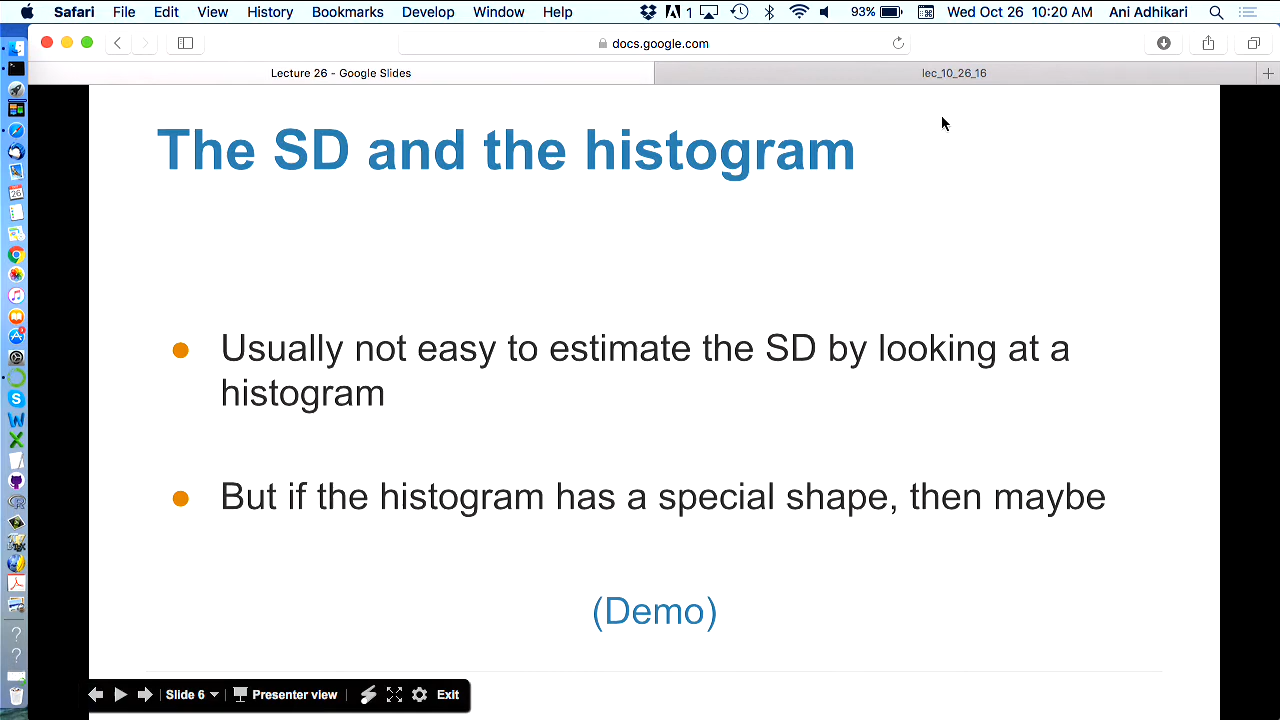 Safari File Edit View History Bookmarks Develop Window Help 1 93% Wed Oct 26 10:20 AM Ani Adhikari
docs.google.com
Lecture 26 - Google Slides lec_10_26_16
The SD and the histogram
● Usually not easy to estimate the SD by looking at a
histogram
● But if the histogram has a special shape, then maybe
(Demo)
Slide 6 Presenter view Exit